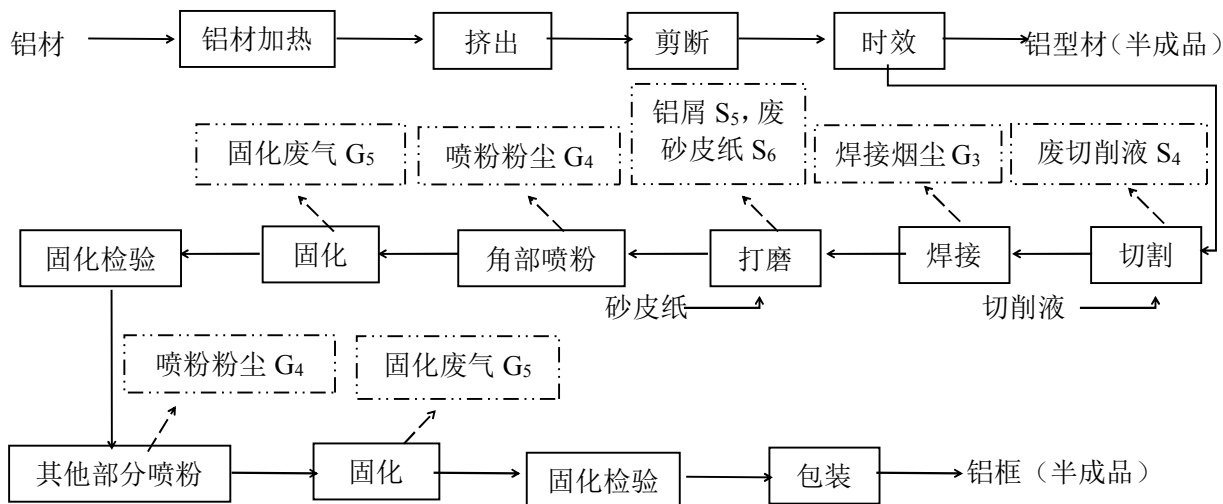 铝材
铝材加热
挤出
剪断
时效
铝型材（半成品）
固化废气 G5
喷粉粉尘 G4
铝屑 S5，废
砂皮纸 S6
焊接烟尘 G3
废切削液 S4
固化检验
固化
角部喷粉
打磨
焊接
切割
砂皮纸
切削液
喷粉粉尘 G4
固化废气 G5
其他部分喷粉
固化
固化检验
包装
铝框（半成品）